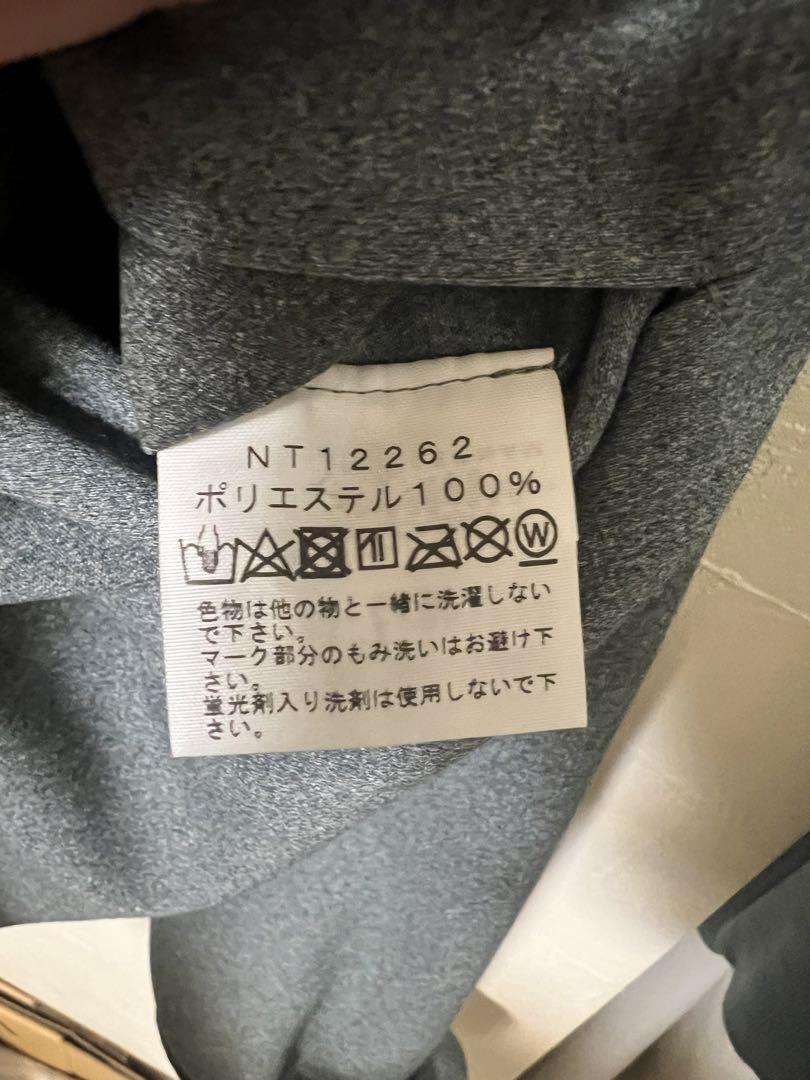 NT12262
ポリエステル100%
W
色物は他の物と一緒に洗濯しない
で下さい。
マーク部分のもみ洗いはお避け下
さい。
蛍光剤入り洗剤は使用しないで下
さい。